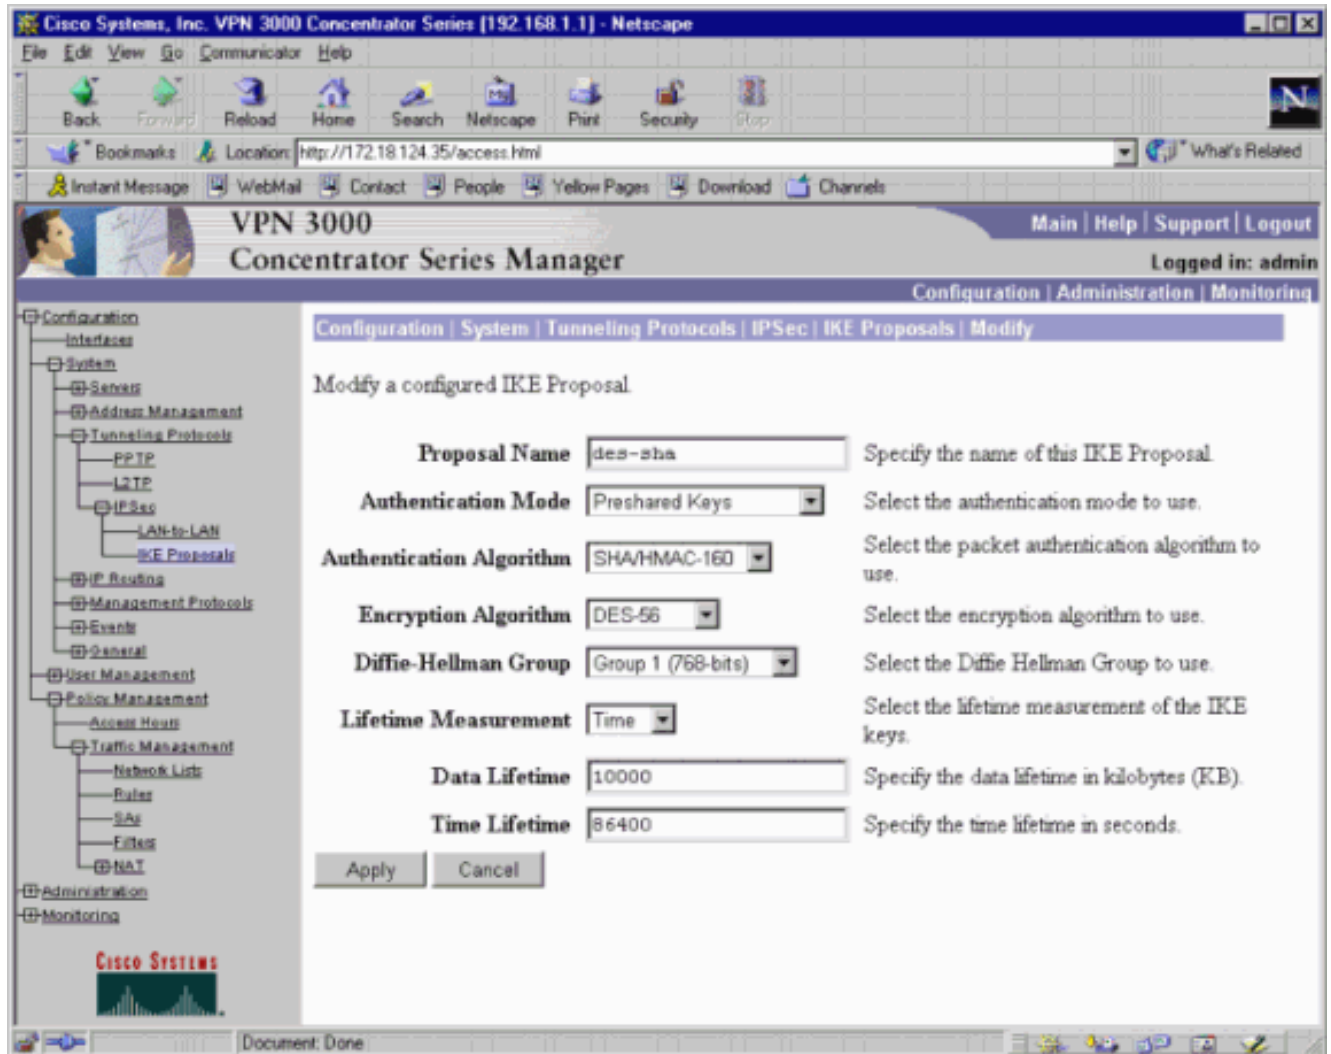 Cisco Systems, Inc. VPN 3000 Concentrator Series [192.168.1.1] - Netscape
File Edit View Go Communicator Help
Back Forward Reload Home Search Netscape Print Security Stop
Bookmarks Location: http://172.18.124.35/access.html What's Related
Instant Message WebMail Contact People Yellow Pages Download Channels
VPN 3000
Concentrator Series Manager
Main | Help | Support | Logout
Logged in: admin
Configuration | Administration | Monitoring
Configuration
Interfaces
System
Servers
Address Management
Tunneling Protocols
PPTP
L2TP
IPSec
LAN-to-LAN
IKE Proposals
IP Routing
Management Protocols
Events
General
User Management
Policy Management
Access Hours
Traffic Management
Network Lists
Rules
SAs
Filters
NAT
Administration
Monitoring
CISCO SYSTEMS
Configuration | System | Tunneling Protocols | IPSec | IKE Proposals | Modify
Modify a configured IKE Proposal.
Proposal Name des-sha Specify the name of this IKE Proposal.
Authentication Mode Preshared Keys Select the authentication mode to use.
Authentication Algorithm SHA/HMAC-160 Select the packet authentication algorithm to
use.
Encryption Algorithm DES-56 Select the encryption algorithm to use.
Diffie-Hellman Group Group 1 (768-bits) Select the Diffie Hellman Group to use.
Lifetime Measurement Time Select the lifetime measurement of the IKE
keys.
Data Lifetime 10000 Specify the data lifetime in kilobytes (KB).
Time Lifetime 86400 Specify the time lifetime in seconds.
Apply Cancel
Document: Done